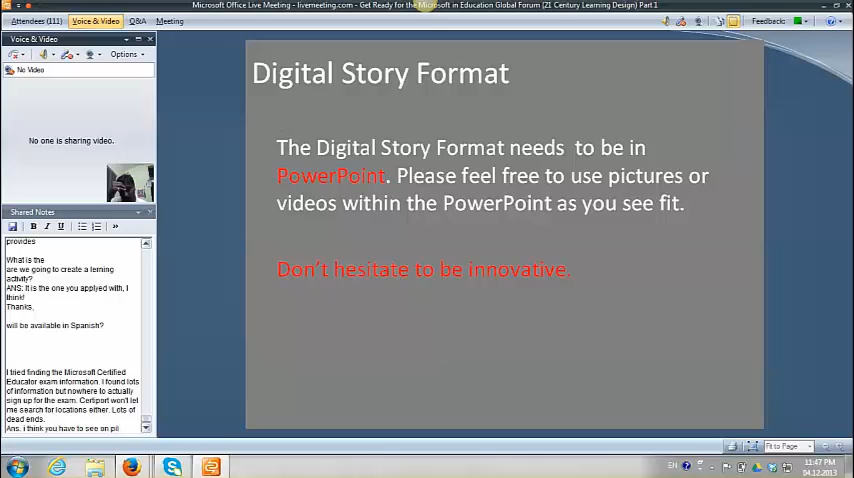 Microsoft Office Live Meeting - livemeeting.com - Get Ready for the Microsoft in Education Global Forum (21 Century Learning Design) Part 1
Attendees (111) Voice & Video Q&A Meeting
Feedback:
Voice & Video
Options
No Video
No one is sharing video.
Shared Notes
B I U
provides
What is the
are we going to create a lerning
activity?
ANS: It is the one you applyed with, I
think!
Thanks,
will be available in Spanish?
I tried finding the Microsoft Certified
Educator exam information. I found lots
of information but nowhere to actually
sign up for the exam. Certiport won't let
me search for locations either. Lots of
dead ends.
Ans. i think you have to see on pil
Digital Story Format
The Digital Story Format needs to be in
PowerPoint. Please feel free to use pictures or
videos within the PowerPoint as you see fit.
Don't hesitate to be innovative.
Fit to Page
EN
11:47 PM
04.12.2013